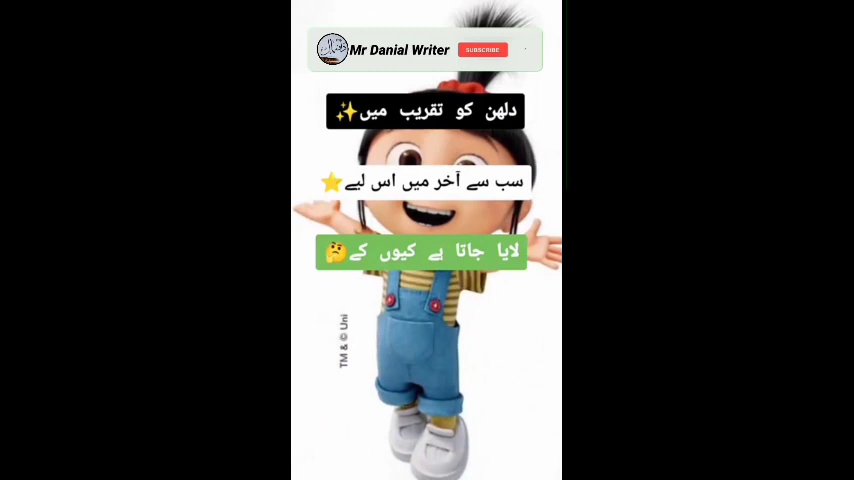 Mr Danial Writer
SUBSCRIBE
دلھن کو تقریب میں✨
سب سے آخر میں اس لیے⭐
لایا جاتا ہے کیوں کے🤔
TM & © Uni